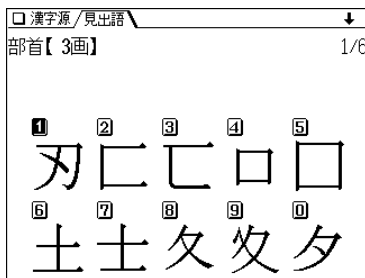 漢字源 見出語 ↓
部首【 3画】 1/6
1 2 3 4 5
刃 匚 匸 口 囗
6 7 8 9 0
土 士 夂 夊 夕